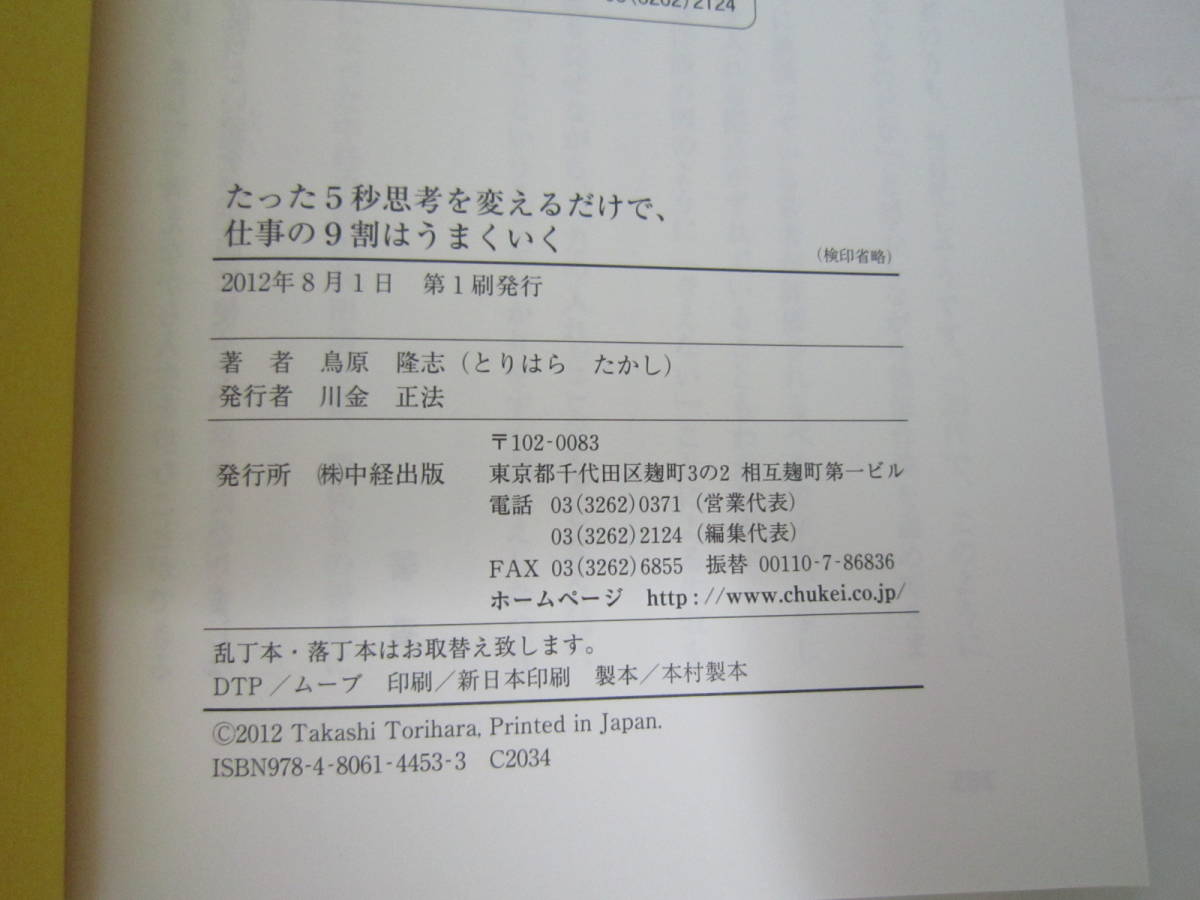 2124
たった5秒思考を変えるだけで、
仕事の9割はうまくいく
(検印省略)
2012年8月1日 第1刷発行
著 者 鳥原 隆志(とりはら たかし)
発行者 川金 正法
〒102-0083
発行所 ㈱中経出版 東京都千代田区麹町3の2 相互麹町第一ビル
電話 03(3262)0371(営業代表)
03(3262)2124(編集代表)
FAX 03(3262)6855 振替 00110-7-86836
ホームページ http://www.chukei.co.jp/
乱丁本・落丁本はお取替え致します。
DTP/ムーブ 印刷/新日本印刷 製本/本村製本
©2012 Takashi Torihara, Printed in Japan.
ISBN978-4-8061-4453-3 C2034